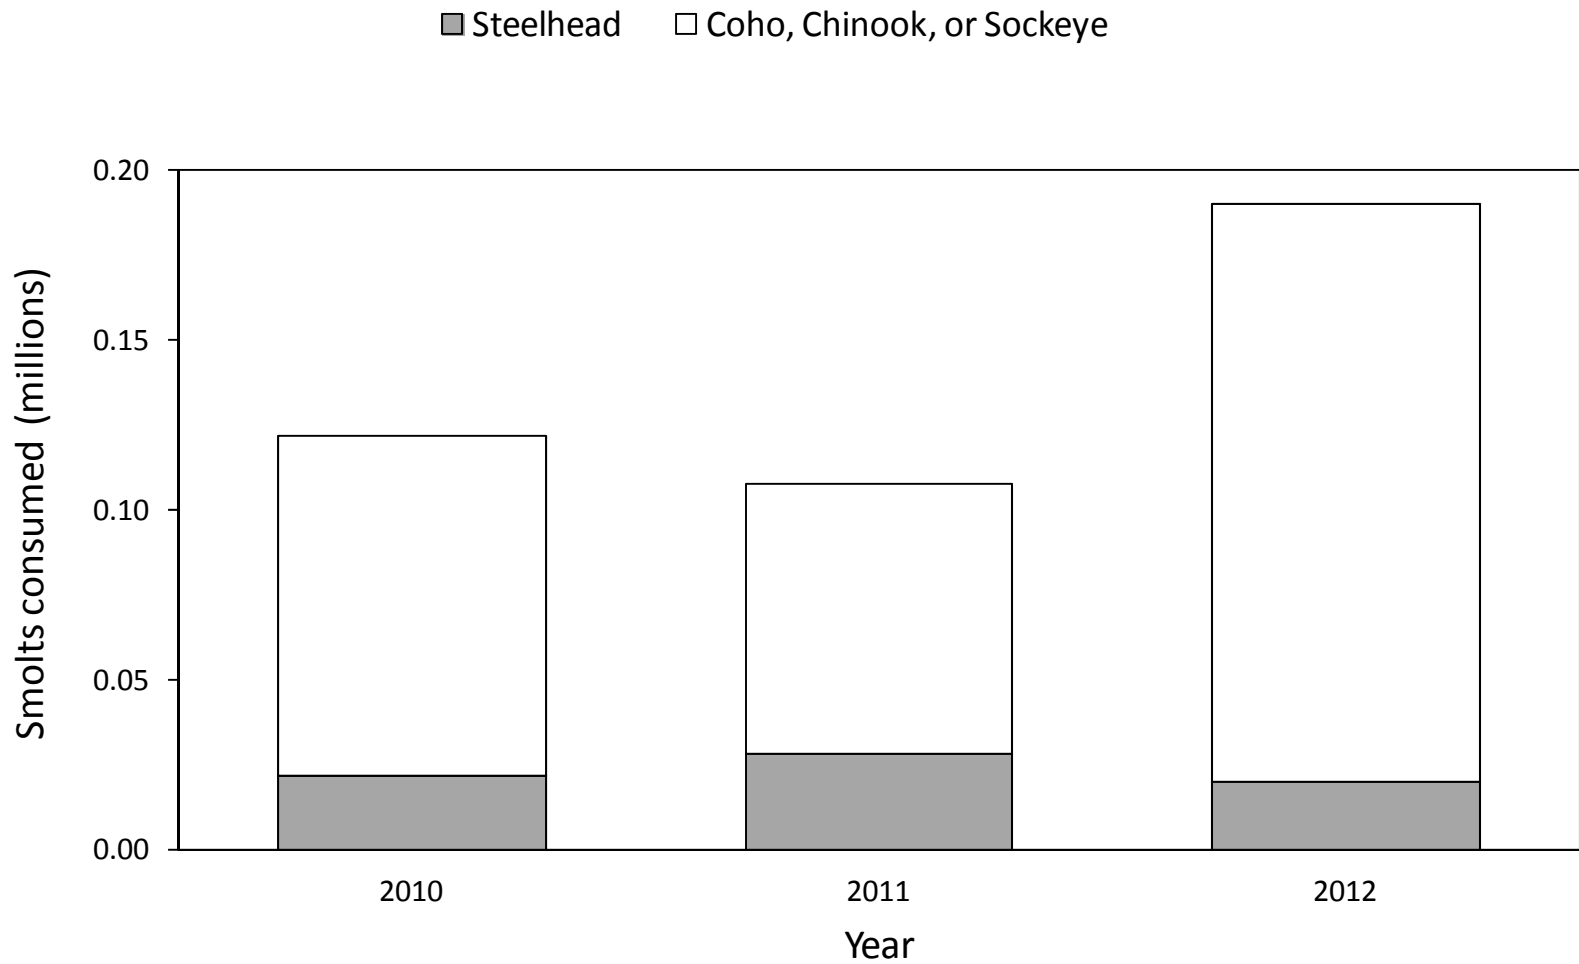 Steelhead Coho, Chinook, or Sockeye
0.20
0.15
0.10
0.05
0.00
Smolts consumed (millions)
2010 2011 2012
Year